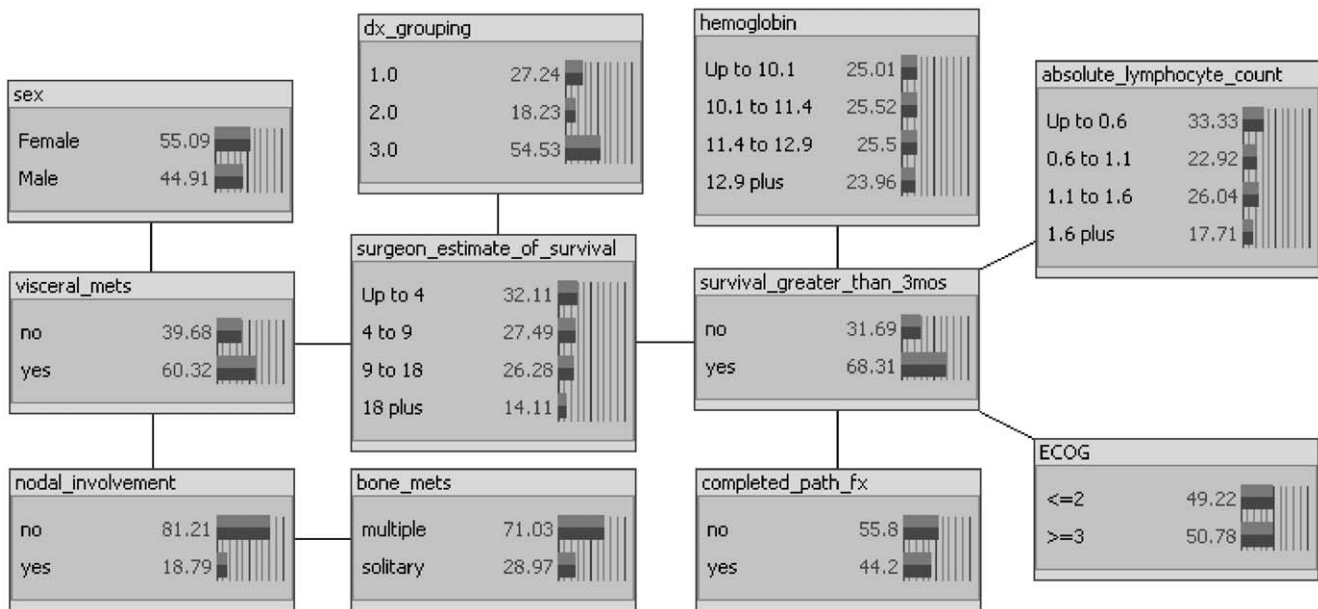 sex
Female 55.09
Male 44.91
dx_grouping
1.0 27.24
2.0 18.23
3.0 54.53
hemoglobin
Up to 10.1 25.01
10.1 to 11.4 25.52
11.4 to 12.9 25.5
12.9 plus 23.96
absolute_lymphocyte_count
Up to 0.6 33.33
0.6 to 1.1 22.92
1.1 to 1.6 26.04
1.6 plus 17.71
visceral_mets
no 39.68
yes 60.32
surgeon_estimate_of_survival
Up to 4 32.11
4 to 9 27.49
9 to 18 26.28
18 plus 14.11
survival_greater_than_3mos
no 31.69
yes 68.31
nodal_involvement
no 81.21
yes 18.79
bone_mets
multiple 71.03
solitary 28.97
completed_path_fx
no 55.8
yes 44.2
ECOG
<=2 49.22
>=3 50.78